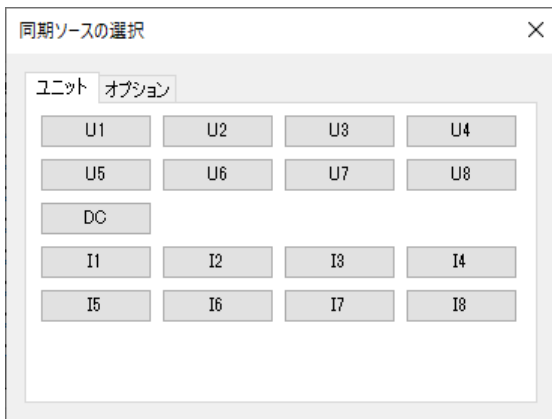 同期ソースの選択
ユニット オプション
U1 U2 U3 U4
U5 U6 U7 U8
DC
I1 I2 I3 I4
I5 I6 I7 I8